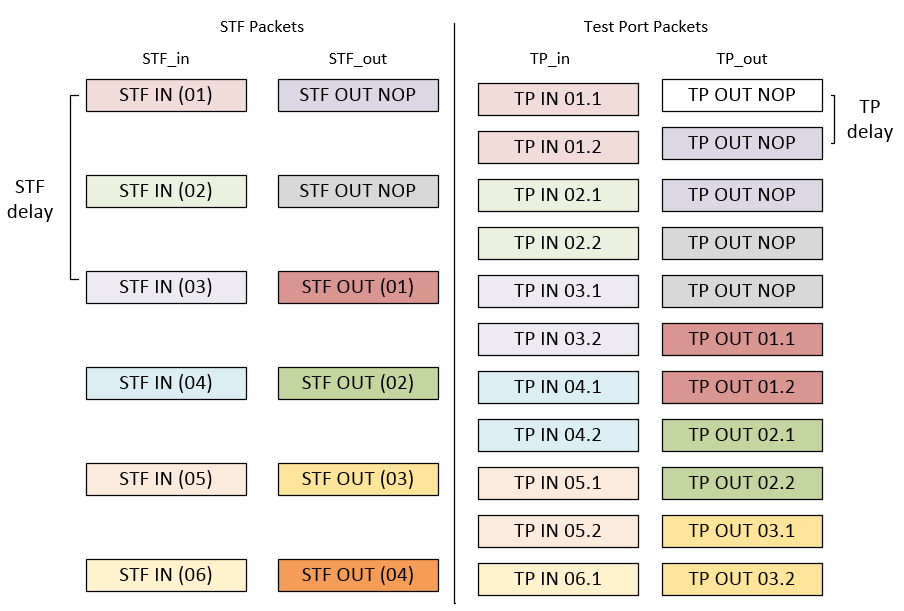 STF Packets
Test Port Packets
STF_in
STF_out
TP_in
TP_out
STF IN (01)
STF OUT NOP
TP IN 01.1
TP OUT NOP
TP
delay
TP IN 01.2
TP OUT NOP
STF
delay
STF IN (02)
STF OUT NOP
TP IN 02.1
TP OUT NOP
TP IN 02.2
TP OUT NOP
STF IN (03)
STF OUT (01)
TP IN 03.1
TP OUT NOP
TP IN 03.2
TP OUT 01.1
STF IN (04)
STF OUT (02)
TP IN 04.1
TP OUT 01.2
TP IN 04.2
TP OUT 02.1
STF IN (05)
STF OUT (03)
TP IN 05.1
TP OUT 02.2
TP IN 05.2
TP OUT 03.1
STF IN (06)
STF OUT (04)
TP IN 06.1
TP OUT 03.2